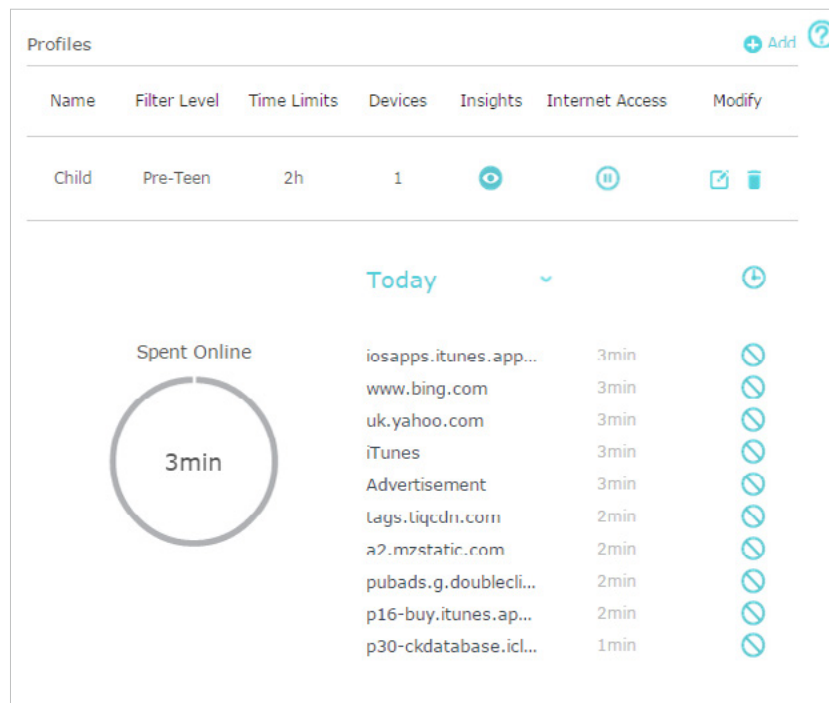 Profiles
Add
Name Filter Level Time Limits Devices Insights Internet Access Modify
Child Pre-Teen 2h 1
Today
Spent Online
3min
iosapps.itunes.app... 3min
www.bing.com 3min
uk.yahoo.com 3min
iTunes 3min
Advertisement 3min
tags.tiqcdn.com 2min
a2.mzstatic.com 2min
pubads.g.doublecli... 2min
p16-buy.itunes.ap... 2min
p30-ckdatabase.icl... 1min